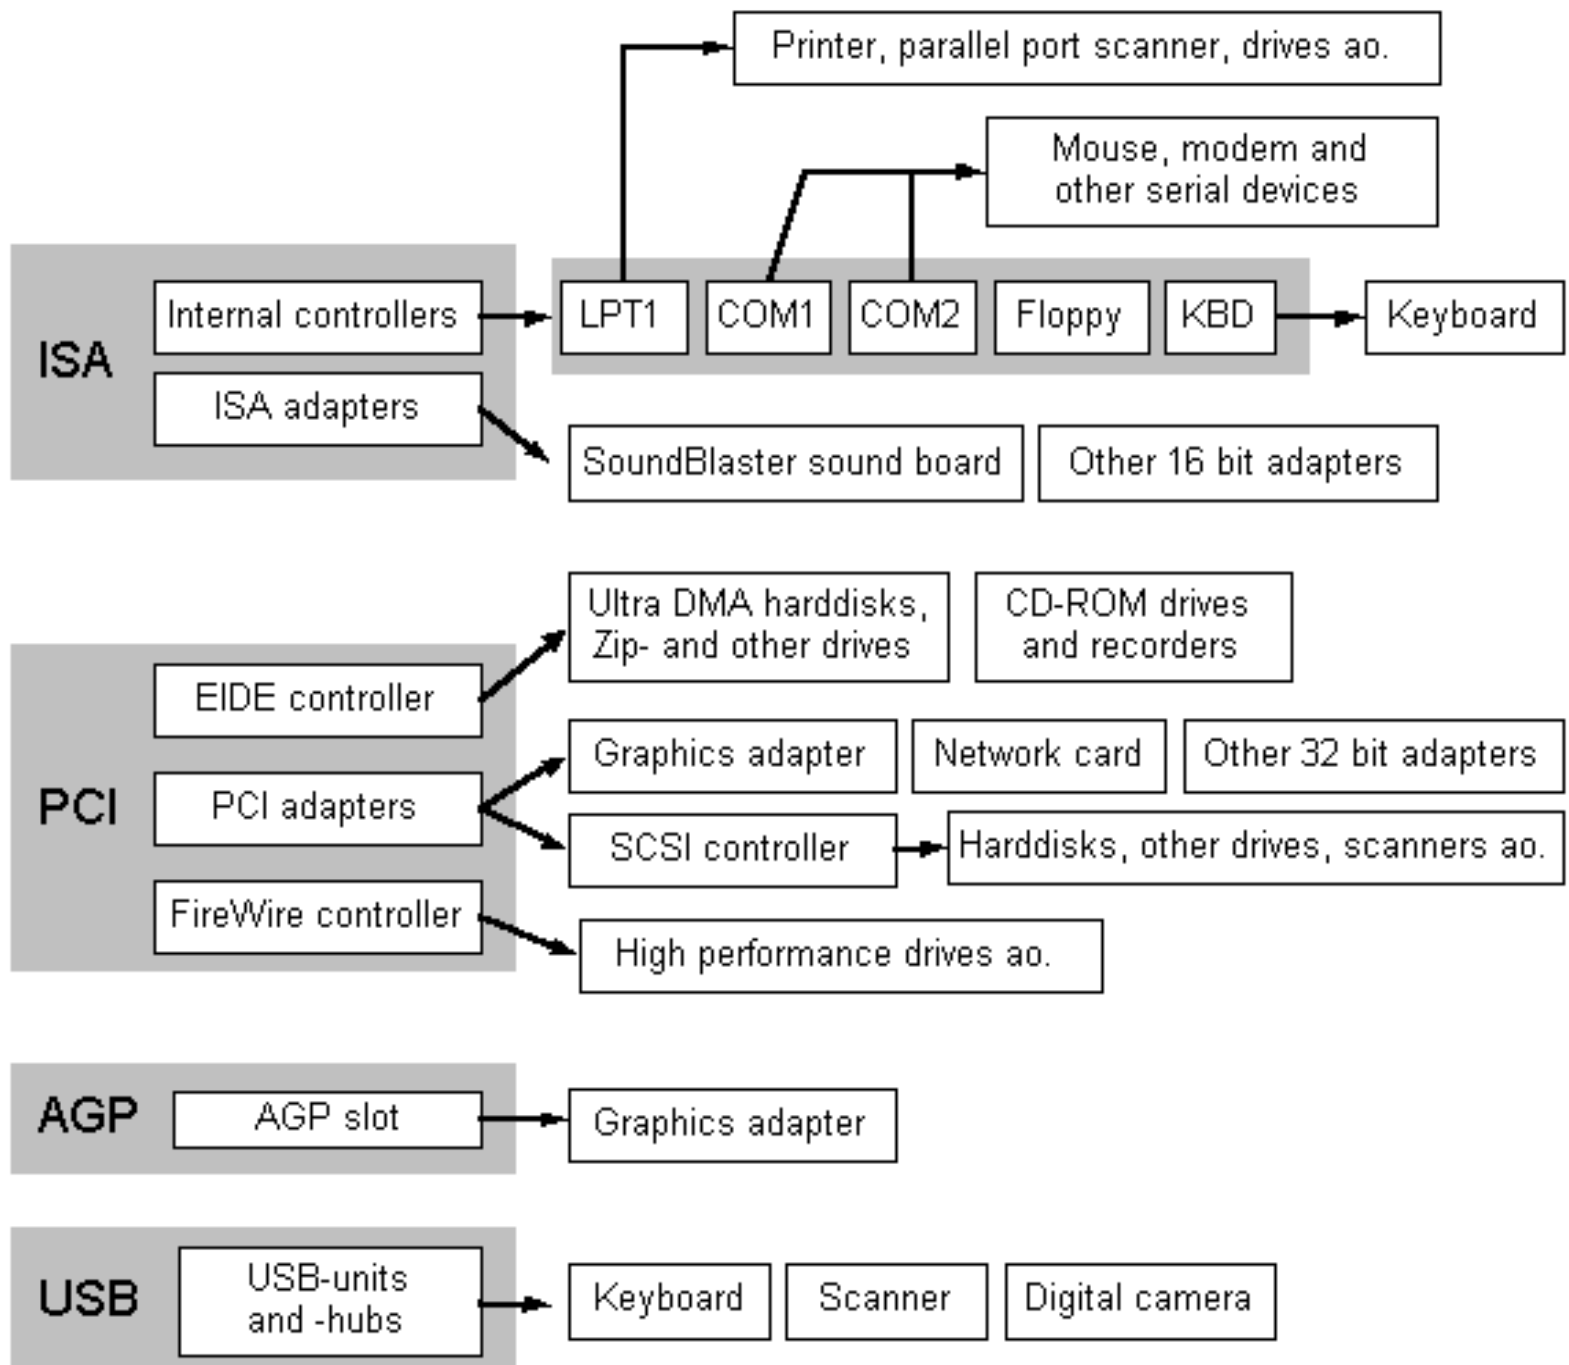 Printer, parallel port scanner, drives ao.
Mouse, modem and
other serial devices
ISA
Internal controllers
LPT1
COM1
COM2
Floppy
KBD
Keyboard
ISA adapters
SoundBlaster sound board
Other 16 bit adapters
PCI
EIDE controller
Ultra DMA harddisks,
Zip- and other drives
CD-ROM drives
and recorders
PCI adapters
Graphics adapter
Network card
Other 32 bit adapters
SCSI controller
Harddisks, other drives, scanners ao.
FireWire controller
High performance drives ao.
AGP
AGP slot
Graphics adapter
USB
USB-units
and -hubs
Keyboard
Scanner
Digital camera